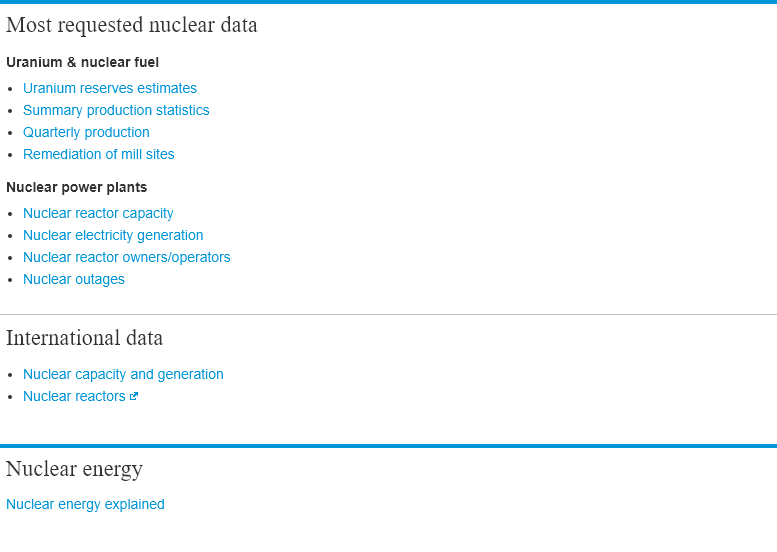 Most requested nuclear data
Uranium & nuclear fuel
Uranium reserves estimates
Summary production statistics
Quarterly production
Remediation of mill sites
Nuclear power plants
Nuclear reactor capacity
Nuclear electricity generation
Nuclear reactor owners/operators
Nuclear outages
International data
Nuclear capacity and generation
Nuclear reactors
Nuclear energy
Nuclear energy explained